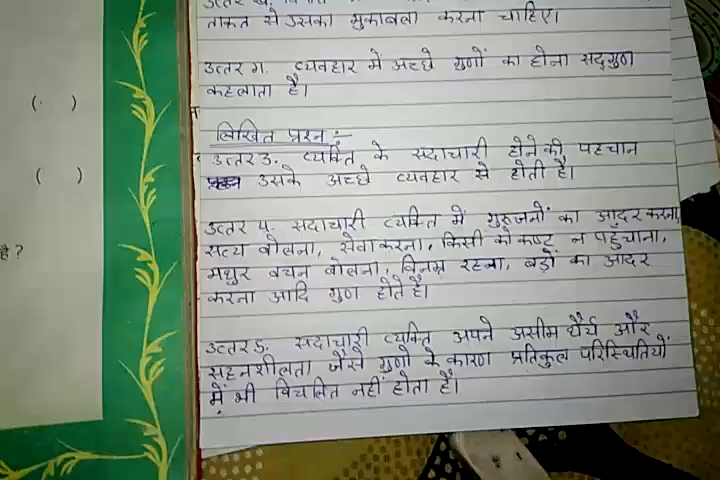 ताकत से उसका मुकाबला करना चाहिए।
उत्तर ग. व्यवहार में अच्छे गुणों का होना सद्गुण
कहलाता है।
लिखित प्रश्न :-
उत्तर 3. व्यक्ति के सदाचारी होने की पहचान
उसके अच्छे व्यवहार से होती है।
उत्तर 4. सदाचारी व्यक्ति में गुरुजनों का आदर करना,
सत्य बोलना, सेवा करना, किसी को कष्ट न पहुंचाना,
मधुर वचन बोलना, विनम्र रहना, बड़ों का आदर
करना आदि गुण होते हैं।
उत्तर 5. सदाचारी व्यक्ति अपने असीम धैर्य और
सहनशीलता जैसे गुणो के कारण प्रतिकुल परिस्थितियों
में भी विचलित नहीं होता है।
( )
( )
है ?